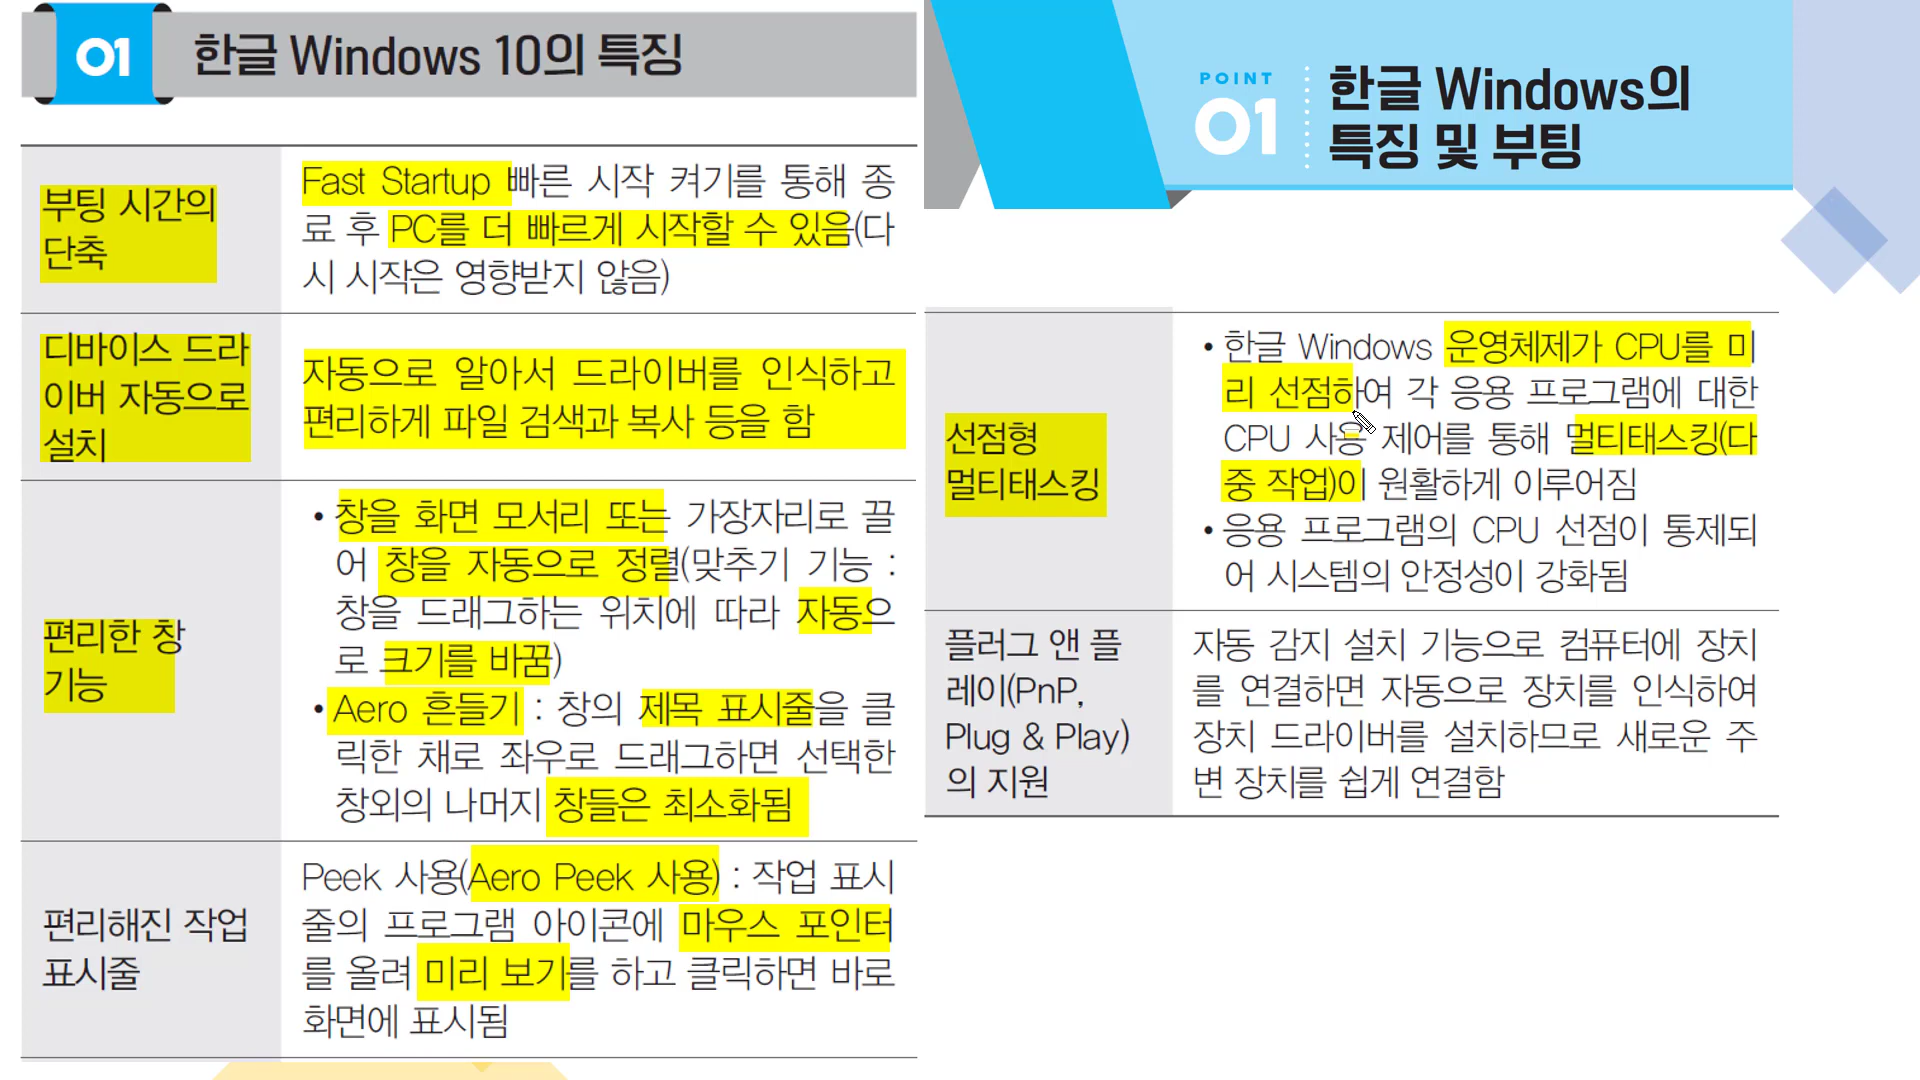 01 한글 Windows 10의 특징
부팅 시간의
단축
Fast Startup 빠른 시작 켜기를 통해 종
료 후 PC를 더 빠르게 시작할 수 있음(다
시 시작은 영향받지 않음)
디바이스 드라
이버 자동으로
설치
자동으로 알아서 드라이버를 인식하고
편리하게 파일 검색과 복사 등을 함
편리한 창
기능
• 창을 화면 모서리 또는 가장자리로 끌
어 창을 자동으로 정렬(맞추기 기능 :
창을 드래그하는 위치에 따라 자동으
로 크기를 바꿈)
• Aero 흔들기 : 창의 제목 표시줄을 클
릭한 채로 좌우로 드래그하면 선택한
창외의 나머지 창들은 최소화됨
편리해진 작업
표시줄
Peek 사용(Aero Peek 사용) : 작업 표시
줄의 프로그램 아이콘에 마우스 포인터
를 올려 미리 보기를 하고 클릭하면 바로
화면에 표시됨
POINT
01
한글 Windows의
특징 및 부팅
선점형
멀티태스킹
• 한글 Windows 운영체제가 CPU를 미
리 선점하여 각 응용 프로그램에 대한
CPU 사용 제어를 통해 멀티태스킹(다
중 작업)이 원활하게 이루어짐
• 응용 프로그램의 CPU 선점이 통제되
어 시스템의 안정성이 강화됨
플러그 앤 플
레이(PnP,
Plug & Play)
의 지원
자동 감지 설치 기능으로 컴퓨터에 장치
를 연결하면 자동으로 장치를 인식하여
장치 드라이버를 설치하므로 새로운 주
변 장치를 쉽게 연결함